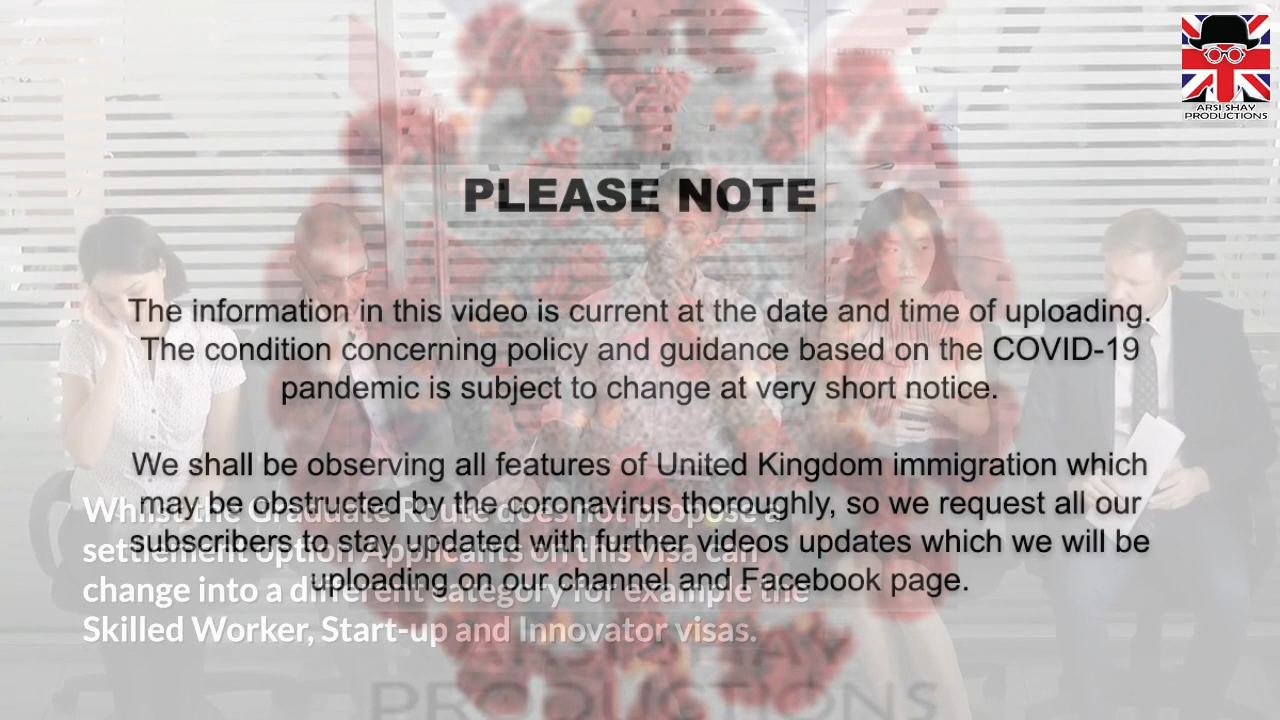 ARSI SHAY
PRODUCTIONS
PLEASE NOTE
The information in this video is current at the date and time of uploading.
The condition concerning policy and guidance based on the COVID-19
pandemic is subject to change at very short notice.
We shall be observing all features of United Kingdom immigration which
may be obstructed by the coronavirus thoroughly, so we request all our
subscribers to stay updated with further videos updates which we will be
uploading on our channel and Facebook page.
Whilst the Graduate Route does not propose a
settlement option Applicants on this visa can
change into a different category for example the
Skilled Worker, Start-up and Innovator visas.
ARSI SHAY
PRODUCTIONS